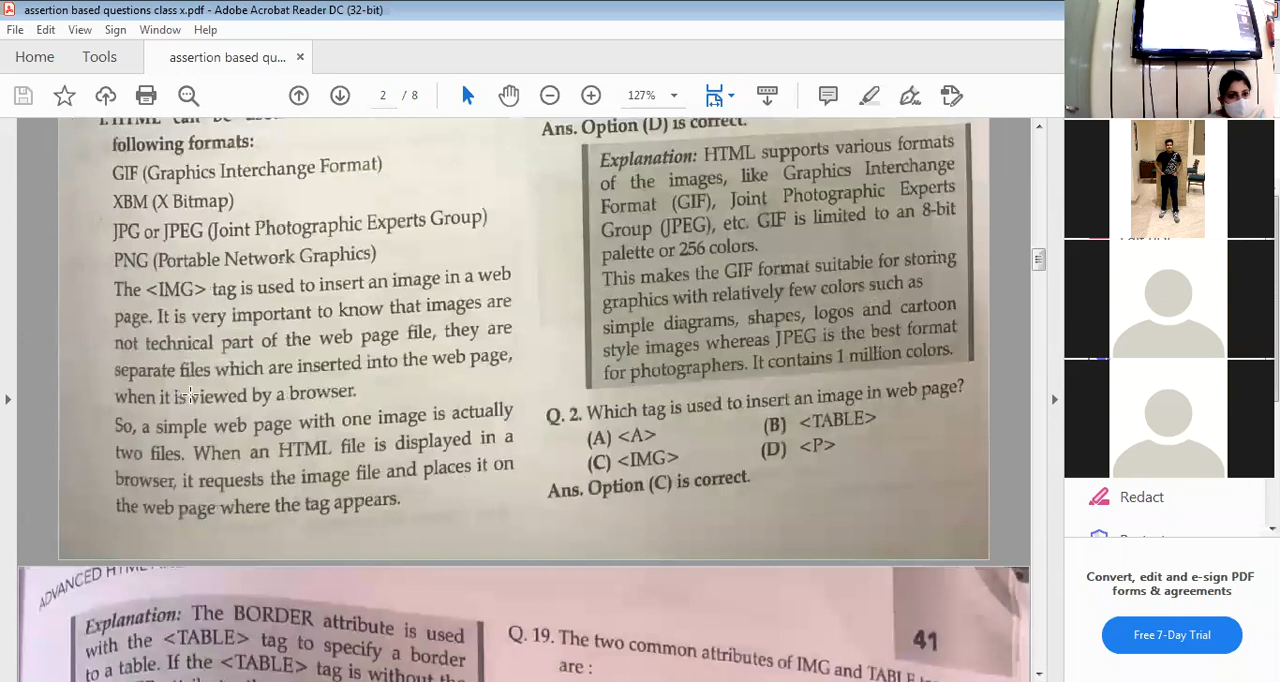 assertion based questions class x.pdf - Adobe Acrobat Reader DC (32-bit)
File Edit View Sign Window Help
Home Tools assertion based qu... ×
2 / 8 127%
1. HTML can be
following formats:
GIF (Graphics Interchange Format)
XBM (X Bitmap)
JPG or JPEG (Joint Photographic Experts Group)
PNG (Portable Network Graphics)
The <IMG> tag is used to insert an image in a web
page. It is very important to know that images are
not technical part of the web page file, they are
separate files which are inserted into the web page,
when it is viewed by a browser.
So, a simple web page with one image is actually
two files. When an HTML file is displayed in a
browser, it requests the image file and places it on
the web page where the tag appears.
Ans. Option (D) is correct.
Explanation: HTML supports various formats
of the images, like Graphics Interchange
Format (GIF), Joint Photographic Experts
Group (JPEG), etc. GIF is limited to an 8-bit
palette or 256 colors.
This makes the GIF format suitable for storing
graphics with relatively few colors such as
simple diagrams, shapes, logos and cartoon
style images whereas JPEG is the best format
for photographers. It contains 1 million colors.
Q. 2. Which tag is used to insert an image in web page?
(A) <A> (B) <TABLE>
(C) <IMG> (D) <P>
Ans. Option (C) is correct.
ADVANCED HTML
41
Explanation: The BORDER attribute is used
with the <TABLE> tag to specify a border
to a table. If the <TABLE> tag is without the
Q. 19. The two common attributes of IMG and TABLE
are :
Redact
Convert, edit and e-sign PDF
forms & agreements
Free 7-Day Trial